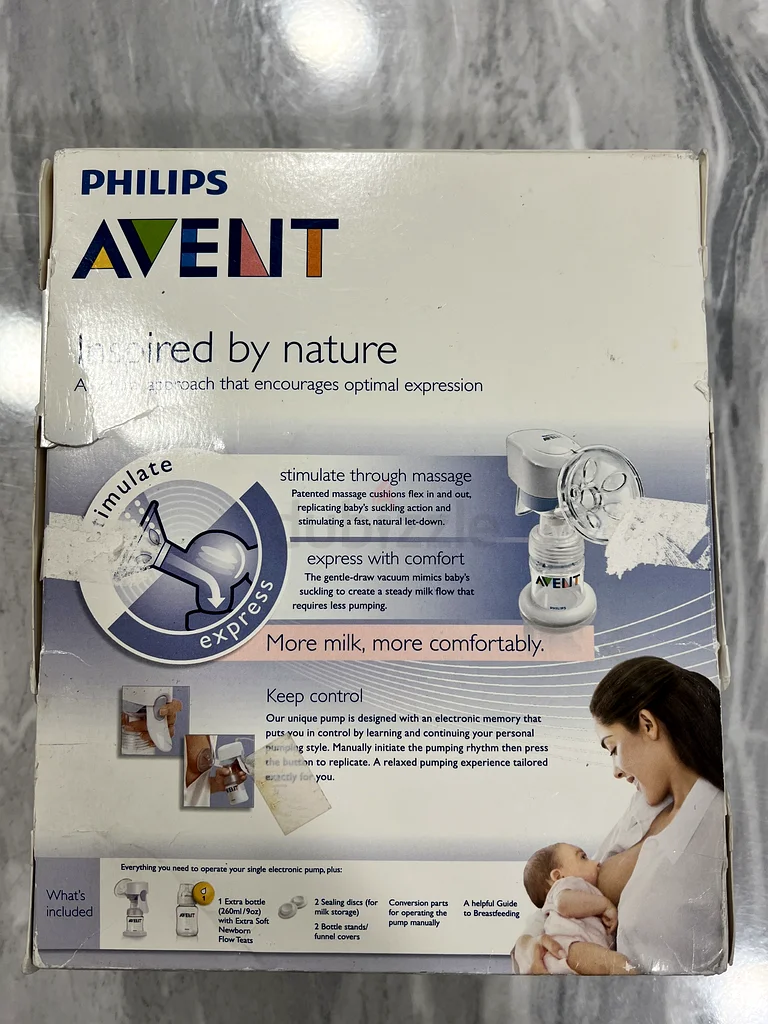 PHILIPS
AVENT
Inspired by nature
A approach that encourages optimal expression
stimulate
express
stimulate through massage
Patented massage cushions flex in and out,
replicating baby's suckling action and
stimulating a fast, natural let-down.
express with comfort
The gentle-draw vacuum mimics baby's
suckling to create a steady milk flow that
requires less pumping.
AVENT
PHILIPS
More milk, more comfortably.
Keep control
Our unique pump is designed with an electronic memory that
puts you in control by learning and continuing your personal
pumping style. Manually initiate the pumping rhythm then press
the button to replicate. A relaxed pumping experience tailored
exactly for you.
Everything you need to operate your single electronic pump, plus:
What's
included
1 Extra bottle
(260ml/9oz)
with Extra Soft
Newborn
Flow Teats
2 Sealing discs (for
milk storage)
2 Bottle stands/
funnel covers
Conversion parts
for operating the
pump manually
A helpful Guide
to Breastfeeding